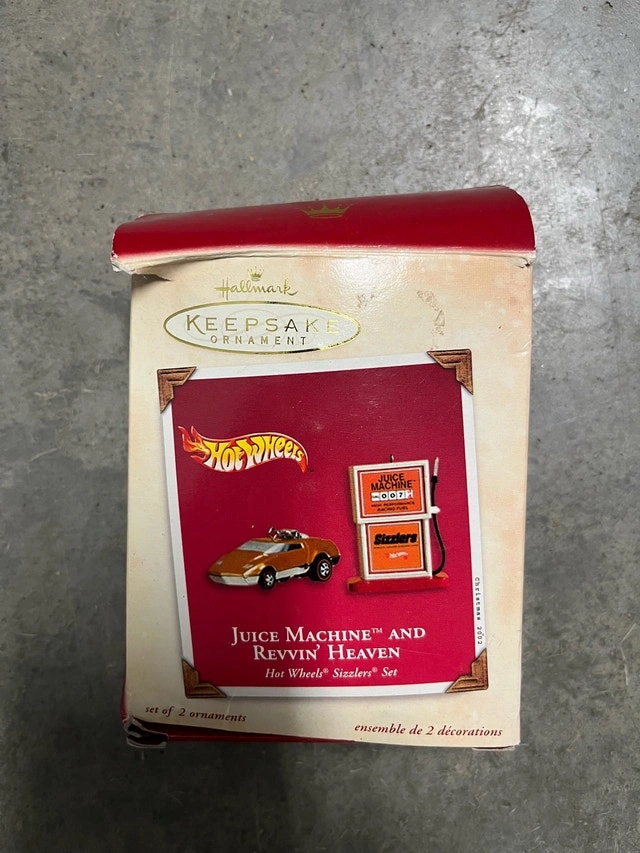 Hallmark
KEEPSAKE
ORNAMENT
HOT WHEELS
JUICE
MACHINE™
007
HIGH PERFORMANCE
RACING FUEL
Sizzlers
JUICE MACHINE™ AND
REVVIN' HEAVEN
Hot Wheels® Sizzlers® Set
Christmas 2002
set of 2 ornaments
ensemble de 2 décorations